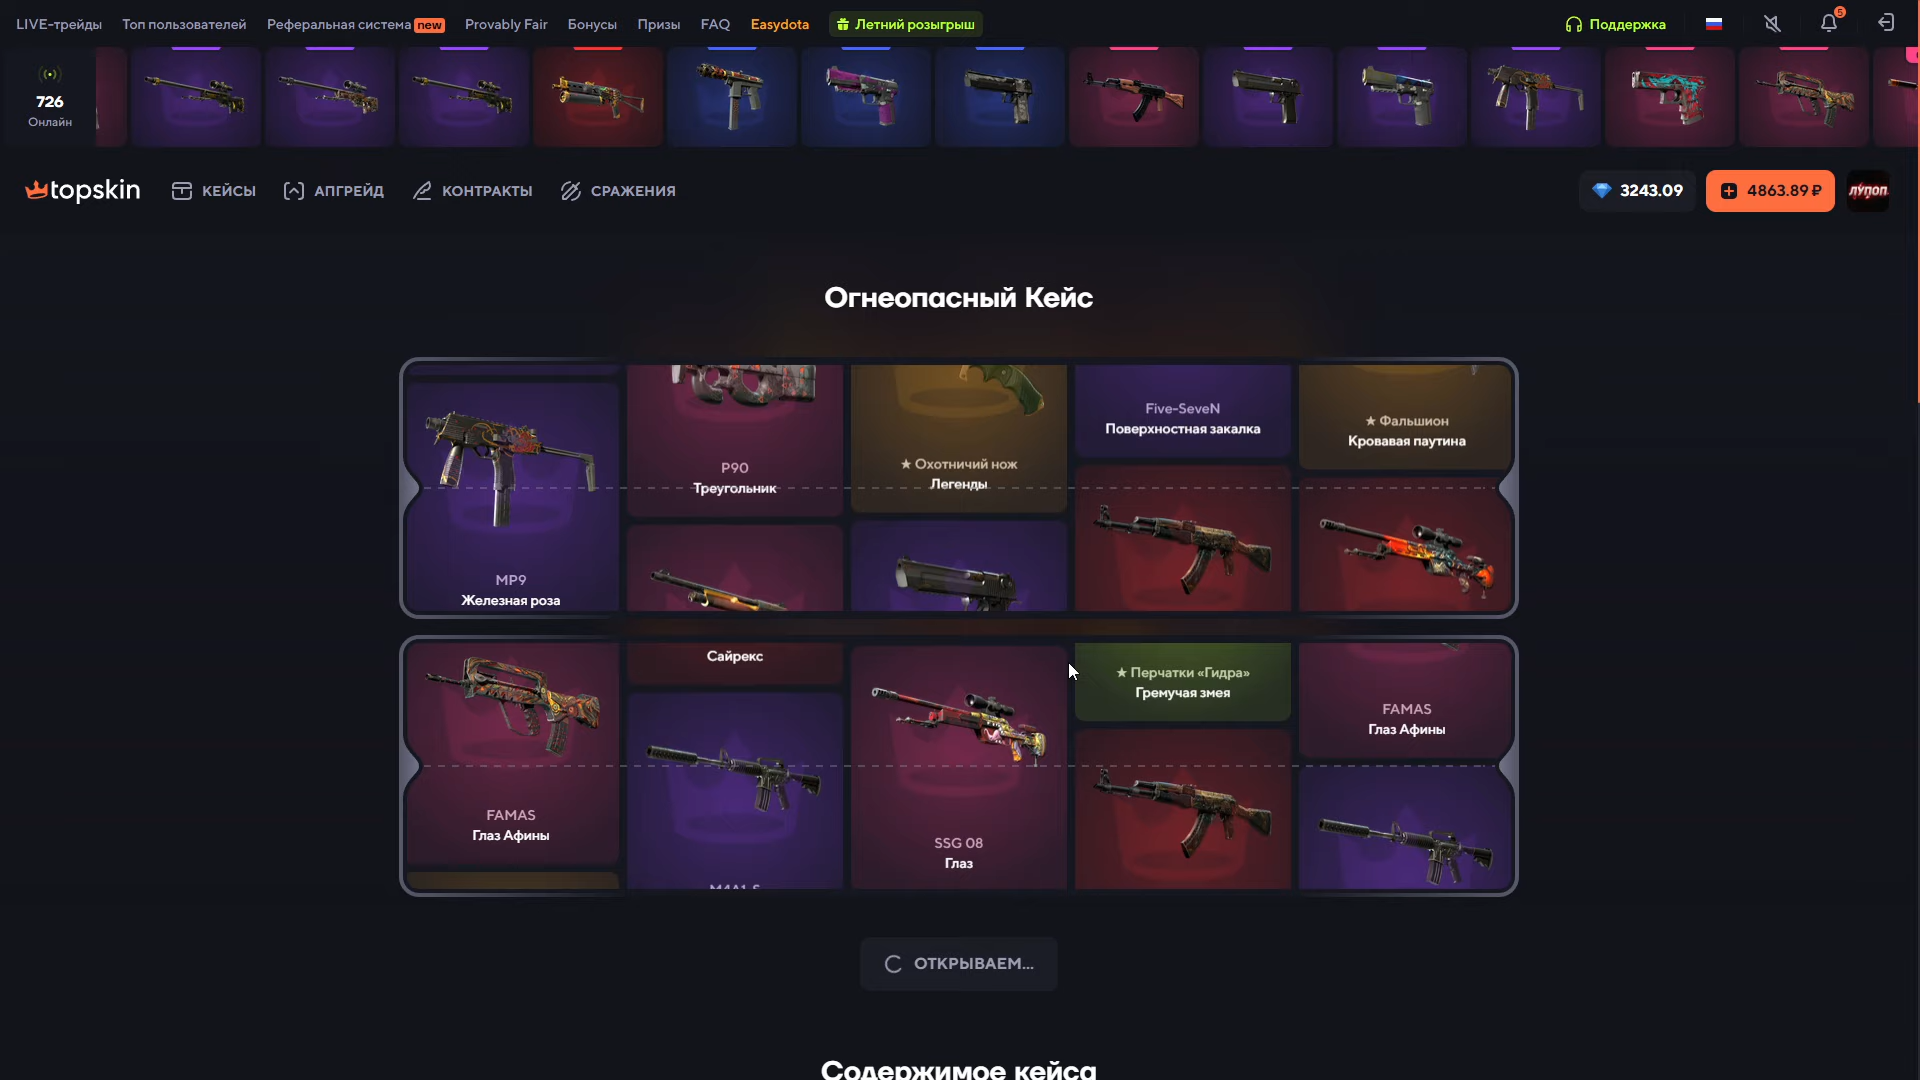 LIVE-трейды Топ пользователей Реферальная система new Provably Fair Бонусы Призы FAQ Easydota Летний розыгрыш Поддержка 5
726
Онлайн
topskin КЕЙСЫ АПГРЕЙД КОНТРАКТЫ СРАЖЕНИЯ 3243.09 4863.89 ₽ ЛУПОП
Огнеопасный Кейс
MP9
Железная роза
P90
Треугольник
★ Охотничий нож
Легенды
Five-SeveN
Поверхностная закалка
★ Фальшион
Кровавая паутина
FAMAS
Глаз Афины
Сайрекс
M4A1-S
SSG 08
Глаз
★ Перчатки «Гидра»
Гремучая змея
FAMAS
Глаз Афины
ОТКРЫВАЕМ...
Содержимое кейса